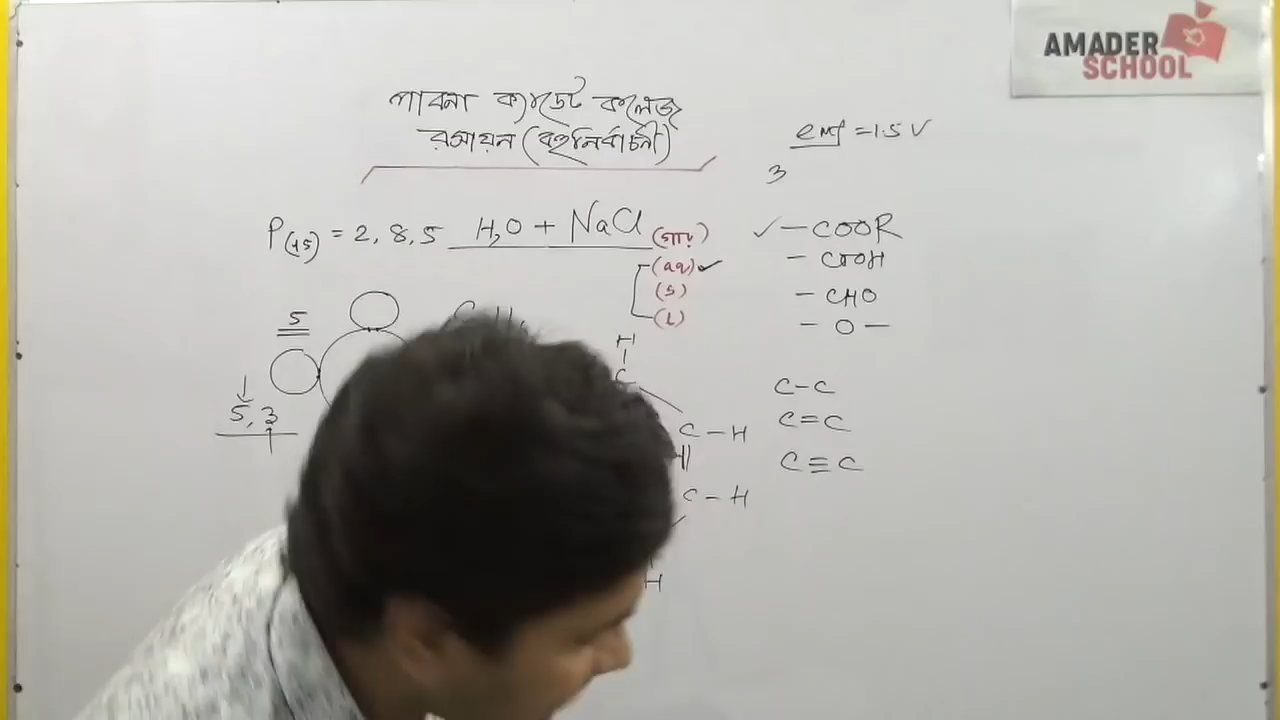 AMADER
SCHOOL
পাবনা ক্যাডেট কলেজ
রসায়ন (বহুনির্বাচনী)
emf = 1.5 V
3
P(15) = 2, 8, 5 H2O + NaCl (গাঢ়)
(aq) ✓
(s)
(L)
✓ -COOR
- COOH
- CHO
- O -
5
5, 3
H
C
C - H
C - H
H
C-C
C=C
C≡C